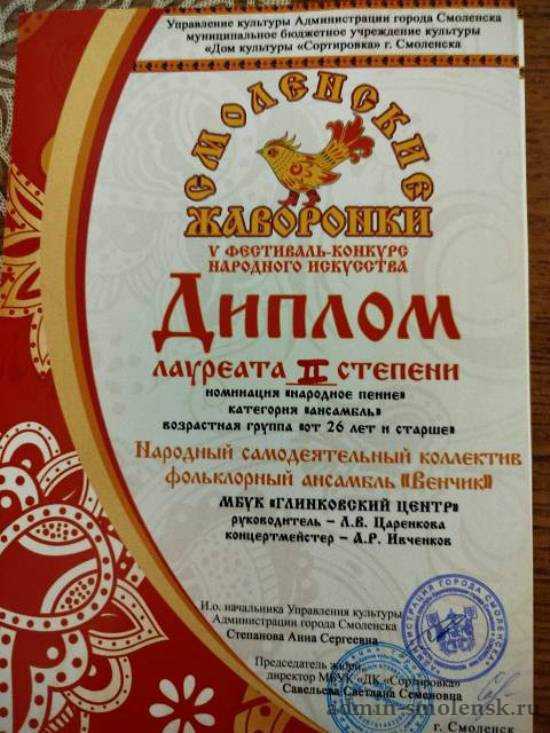 Управление культуры Администрации города Смоленска
муниципальное бюджетное учреждение культуры
«Дом культуры «Сортировка» г. Смоленска
СМОЛЕНСКИЕ
ЖАВОРОНКИ
V ФЕСТИВАЛЬ-КОНКУРС
НАРОДНОГО ИСКУССТВА
ДИПЛОМ
ЛАУРЕАТА II СТЕПЕНИ
НОМИНАЦИЯ «НАРОДНОЕ ПЕНИЕ»
КАТЕГОРИЯ «АНСАМБЛЬ»
ВОЗРАСТНАЯ ГРУППА «ОТ 26 ЛЕТ И СТАРШЕ»
НАРОДНЫЙ САМОДЕЯТЕЛЬНЫЙ КОЛЛЕКТИВ
ФОЛЬКЛОРНЫЙ АНСАМБЛЬ «ВЕНЧИК»
МБУК «ГЛИНКОВСКИЙ ЦЕНТР»
РУКОВОДИТЕЛЬ – Л.В. ЦАРЕНКОВА
КОНЦЕРТМЕЙСТЕР – А.Р. ИВЧЕНКОВ
И.о. начальника Управления культуры
Администрации города Смоленска
Степанова Анна Сергеевна
АДМИНИСТРАЦИЯ ГОРОДА СМОЛЕНСКА
Председатель жюри,
директор МБУК «ДК «Сортировка»
Савельева Светлана Семеновна
admin-smolensk.ru
г. Смоленск